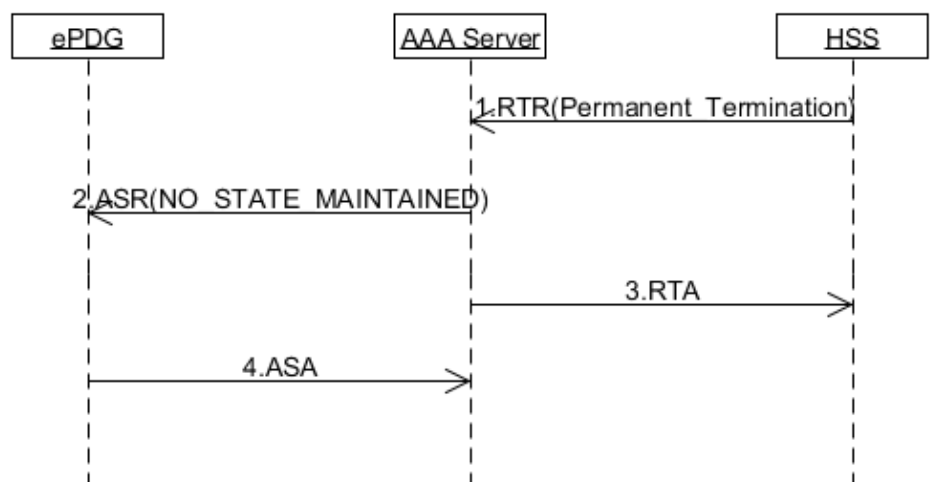 ePDG
AAA Server
HSS
1.RTR(Permanent Termination)
2.ASR(NO STATE MAINTAINED)
3.RTA
4.ASA